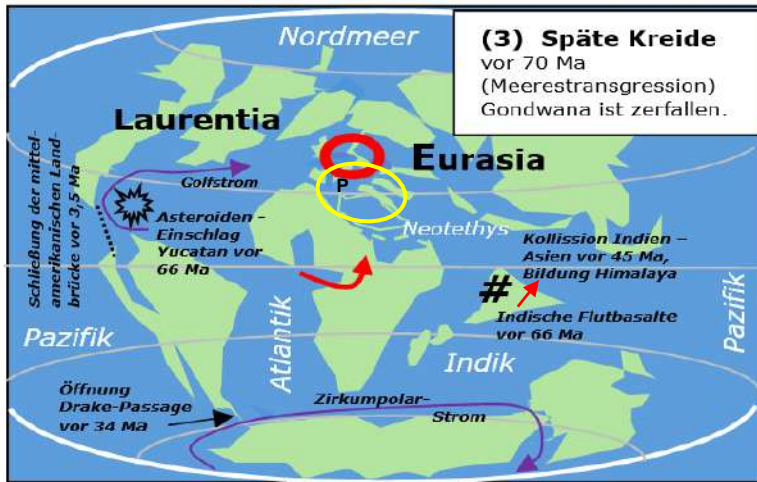 Nordmeer
(3) Späte Kreide
vor 70 Ma
(Meerestransgression)
Gondwana ist zerfallen.
Laurentia
Eurasia
P
Golfstrom
Schließung der mittel-
amerikanischen Land-
brücke vor 3,5 Ma
Asteroiden –
Einschlag
Yucatan vor
66 Ma
Neotethys
Kollission Indien –
Asien vor 45 Ma,
Bildung Himalaya
#
Indische Flutbasalte
vor 66 Ma
Pazifik
Atlantik
Indik
Pazifik
Öffnung
Drake-Passage
vor 34 Ma
Zirkumpolar-
Strom